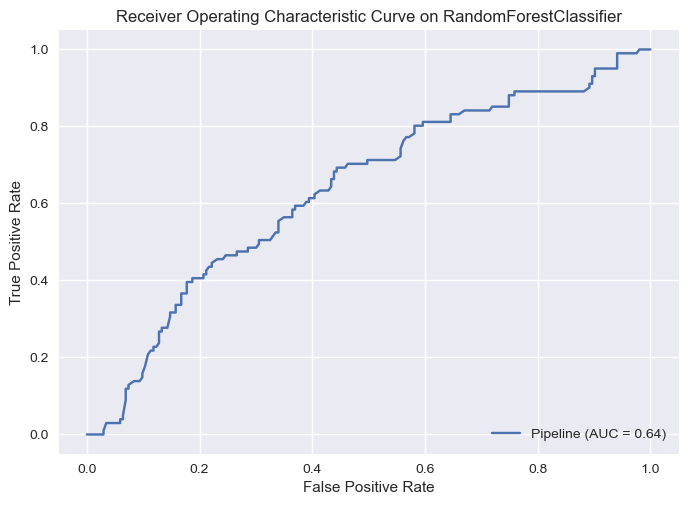 Receiver Operating Characteristic Curve on RandomForestClassifier
1.0
0.8
0.6
0.4
0.2
0.0
True Positive Rate
Pipeline (AUC = 0.64)
0.0 0.2 0.4 0.6 0.8 1.0
False Positive Rate